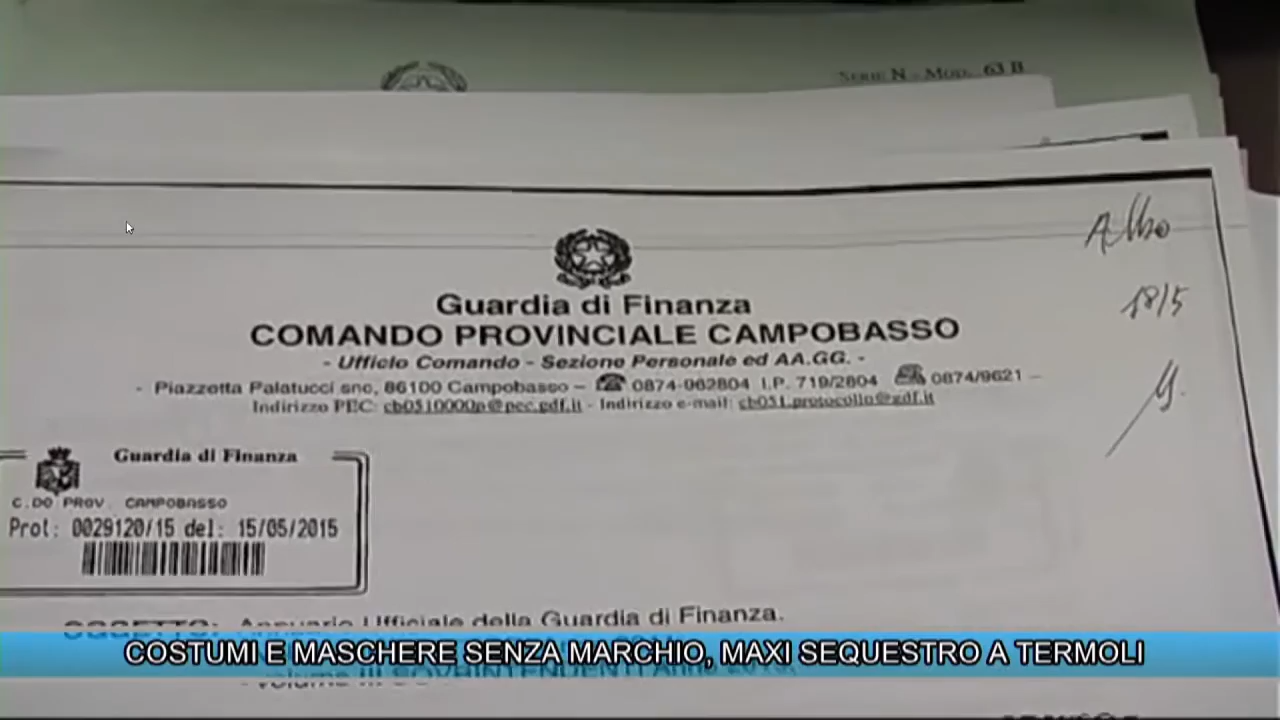 SERIE N - MOD. 63 B
Albo
18/5
Guardia di Finanza
COMANDO PROVINCIALE CAMPOBASSO
- Ufficio Comando - Sezione Personale ed AA.GG. -
- Piazzetta Palatucci snc, 86100 Campobasso – ☎ 0874-962804 I.P. 719/2804 0874/9621 –
Indirizzo PEC: cb0510000p@pec.gdf.it - Indirizzo e-mail: cb051.protocollo@gdf.it
Guardia di Finanza
C.DO PROV. CAMPOBASSO
Prot: 0029120/15 del: 15/05/2015
OGGETTO: Annuario Ufficiale della Guardia di Finanza.
COSTUMI E MASCHERE SENZA MARCHIO, MAXI SEQUESTRO A TERMOLI